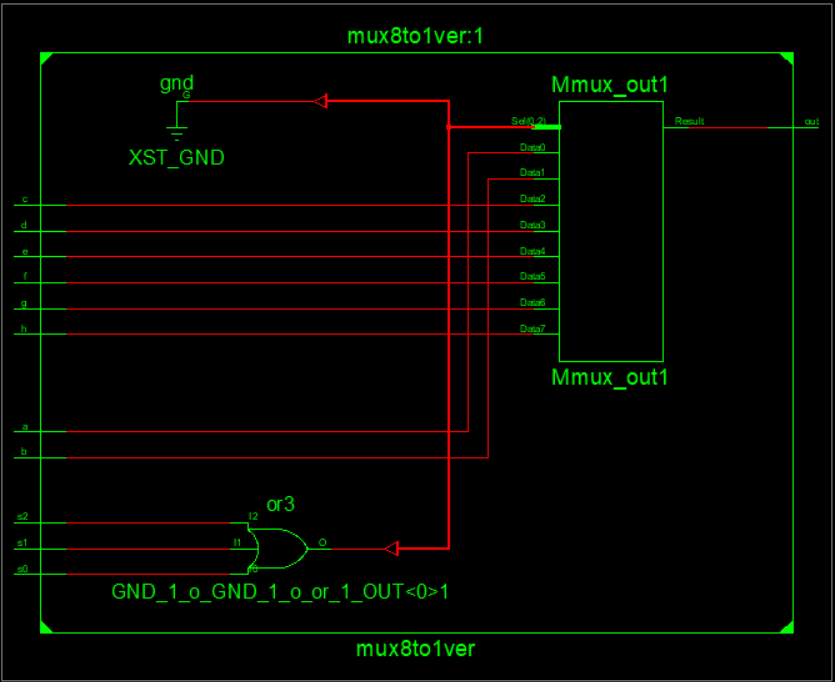 mux8to1ver:1
gnd
G
XST_GND
Mmux_out1
Sel(0:2)
Data0
Data1
Data2
Data3
Data4
Data5
Data6
Data7
Result
out
Mmux_out1
c
d
e
f
g
h
a
b
s2
s1
s0
or3
I2
I1
I0
O
GND_1_o_GND_1_o_or_1_OUT<0>1
mux8to1ver